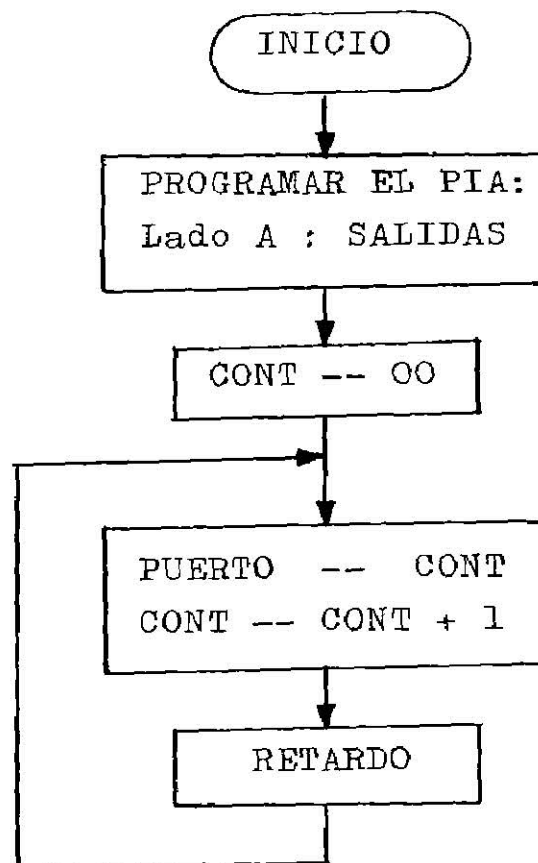 INICIO
PROGRAMAR EL PIA:
Lado A : SALIDAS
CONT -- 00
PUERTO -- CONT
CONT -- CONT + 1
RETARDO